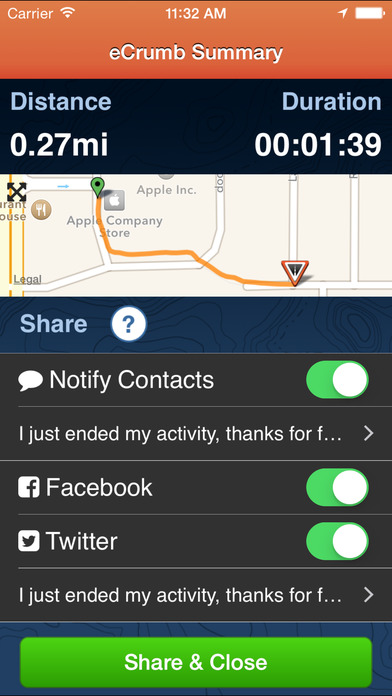 Carrier 11:32 AM
eCrumb Summary
Distance Duration
0.27mi 00:01:39
Apple Inc.
Apple Company
Store
urant
ouse
oop
Legal
Share ?
Notify Contacts
I just ended my activity, thanks for f…
Facebook
Twitter
I just ended my activity, thanks for f…
Share & Close